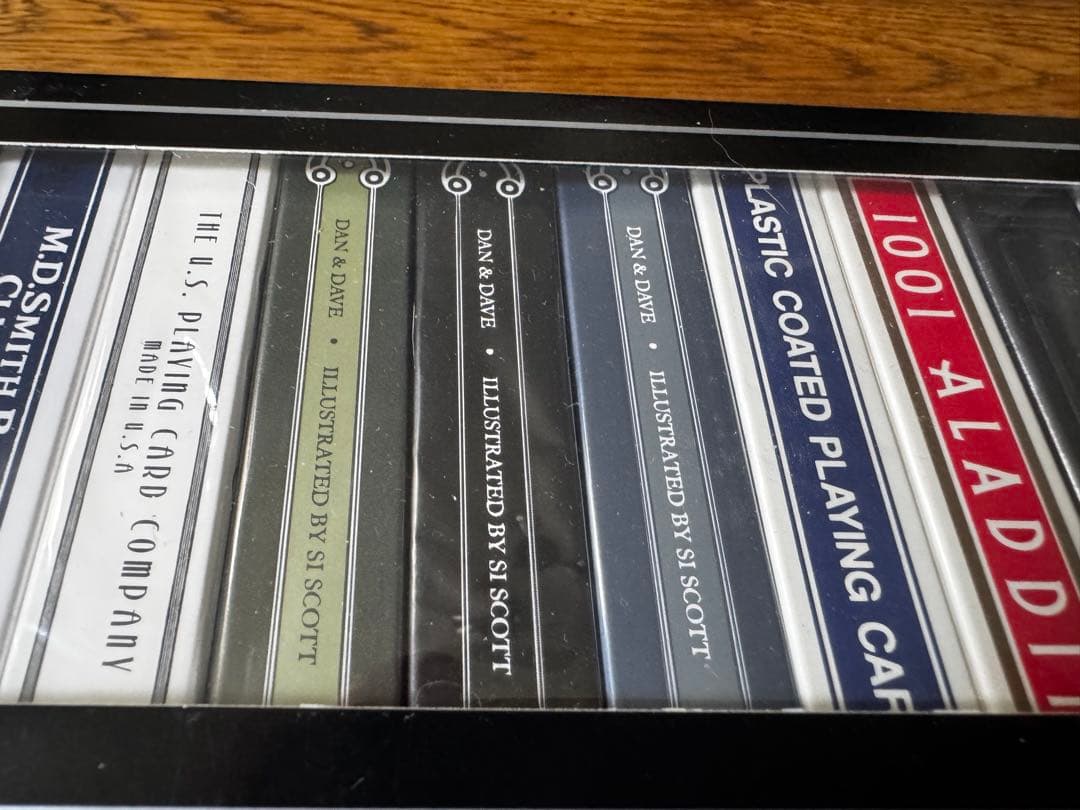 M.D.SMITH
THE U.S. PLAYING CARD COMPANY
MADE IN U.S.A
DAN & DAVE • ILLUSTRATED BY SI SCOTT
DAN & DAVE • ILLUSTRATED BY SI SCOTT
DAN & DAVE • ILLUSTRATED BY SI SCOTT
PLASTIC COATED PLAYING CAR
1001 ALADDI